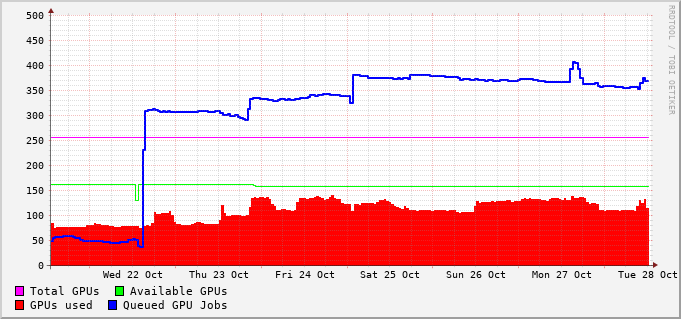 500
450
400
350
300
250
200
150
100
50
0
Wed 22 Oct Thu 23 Oct Fri 24 Oct Sat 25 Oct Sun 26 Oct Mon 27 Oct Tue 28 Oct
Total GPUs Available GPUs
GPUs used Queued GPU Jobs
RRDTOOL / TOBI OETIKER